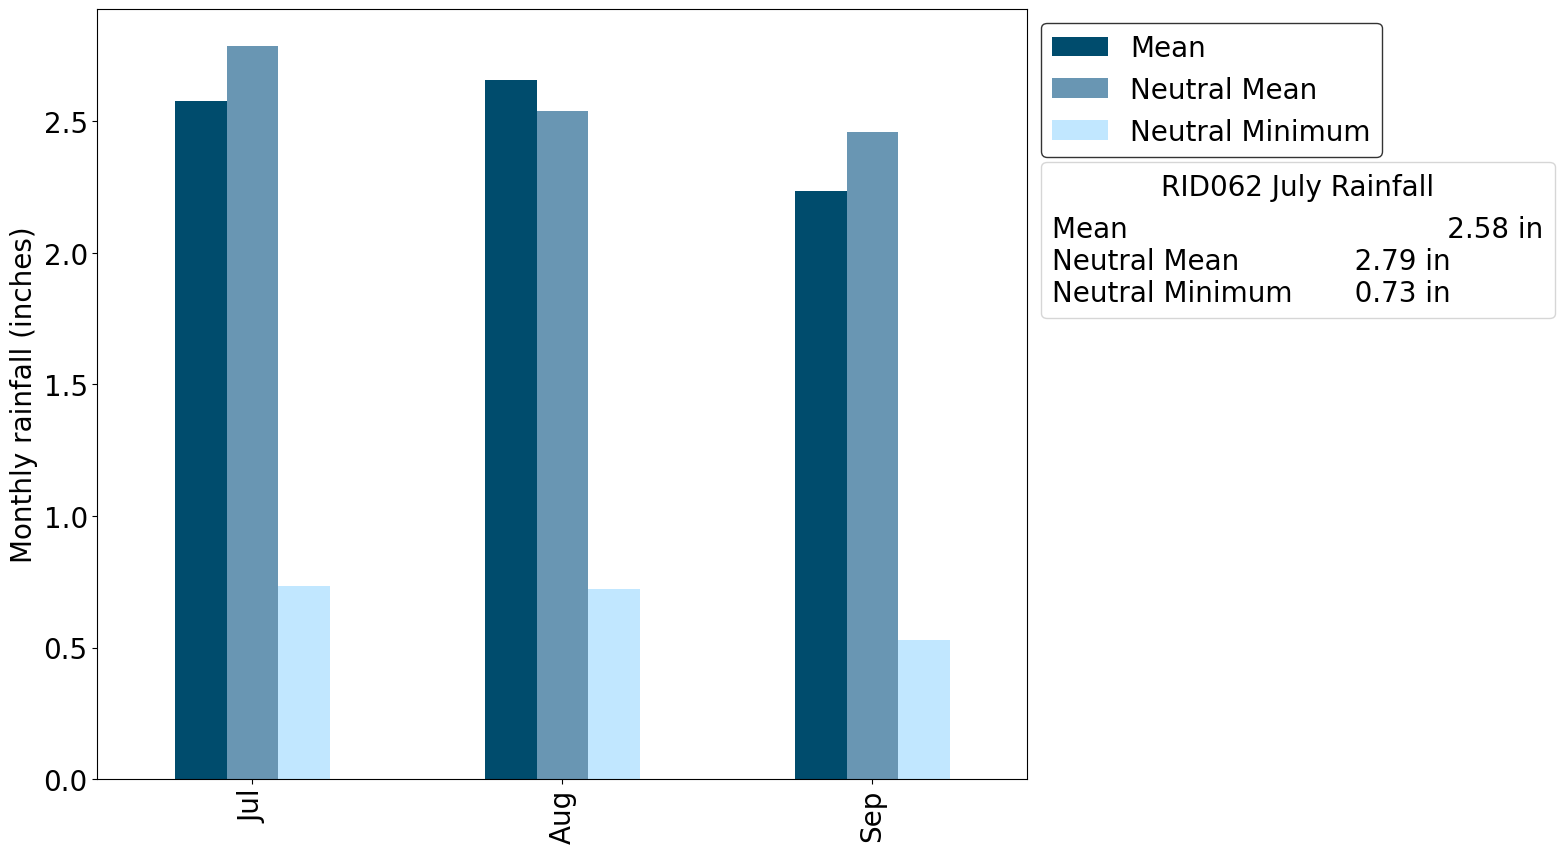 Monthly rainfall (inches)
2.5
2.0
1.5
1.0
0.5
0.0
Jul
Aug
Sep
Mean
Neutral Mean
Neutral Minimum
RID062 July Rainfall
Mean 2.58 in
Neutral Mean 2.79 in
Neutral Minimum 0.73 in